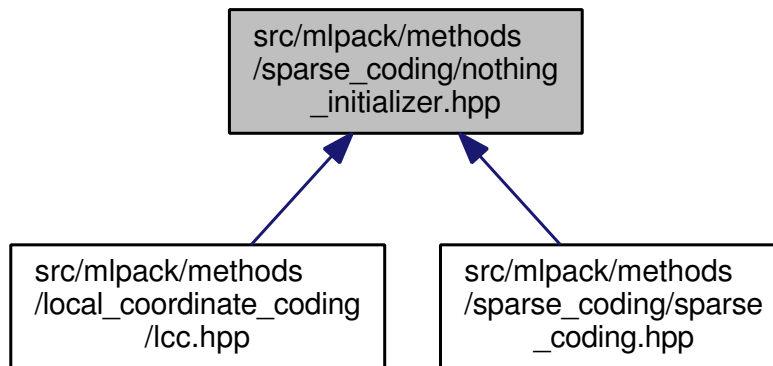 src/mlpack/methods
/sparse_coding/nothing
_initializer.hpp
src/mlpack/methods
/local_coordinate_coding
/lcc.hpp
src/mlpack/methods
/sparse_coding/sparse
_coding.hpp